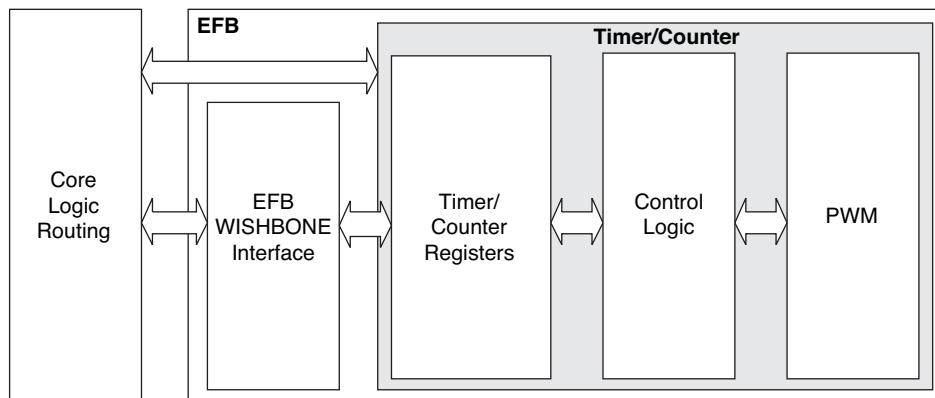 EFB
Timer/Counter
Core
Logic
Routing
EFB
WISHBONE
Interface
Timer/
Counter
Registers
Control
Logic
PWM